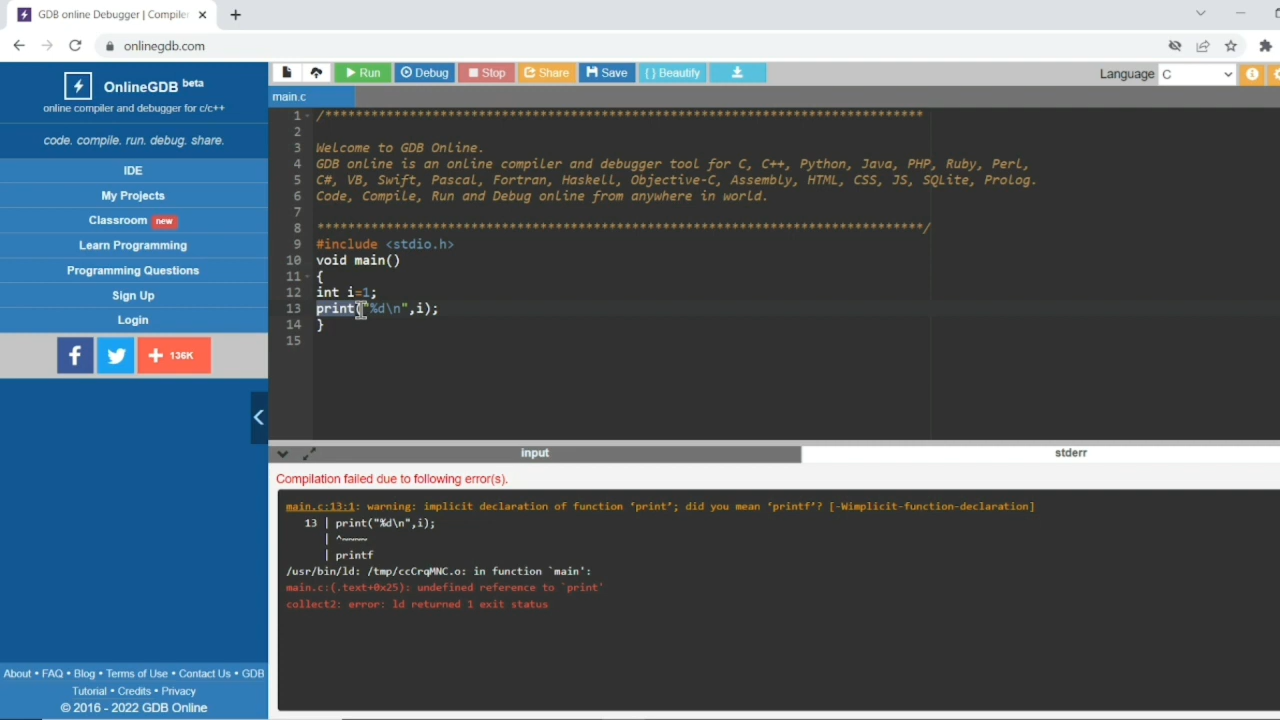 GDB online Debugger | Compiler
onlinegdb.com
OnlineGDB beta
online compiler and debugger for c/c++
code. compile. run. debug. share.
IDE
My Projects
Classroom new
Learn Programming
Programming Questions
Sign Up
Login
f
+ 136K
About • FAQ • Blog • Terms of Use • Contact Us • GDB
Tutorial • Credits • Privacy
© 2016 - 2022 GDB Online
Run Debug Stop Share Save {} Beautify
Language C
main.c
1 /******************************************************************************
2
3 Welcome to GDB Online.
4 GDB online is an online compiler and debugger tool for C, C++, Python, Java, PHP, Ruby, Perl,
5 C#, VB, Swift, Pascal, Fortran, Haskell, Objective-C, Assembly, HTML, CSS, JS, SQLite, Prolog.
6 Code, Compile, Run and Debug online from anywhere in world.
7
8 *******************************************************************************/
9 #include <stdio.h>
10 void main()
11 {
12 int i=1;
13 print("%d\n",i);
14 }
15
input stderr
Compilation failed due to following error(s).
main.c:13:1: warning: implicit declaration of function ‘print’; did you mean ‘printf’? [-Wimplicit-function-declaration]
13 | print("%d\n",i);
| ^~~~~
| printf
/usr/bin/ld: /tmp/ccCrqMNC.o: in function `main':
main.c:(.text+0x25): undefined reference to `print'
collect2: error: ld returned 1 exit status